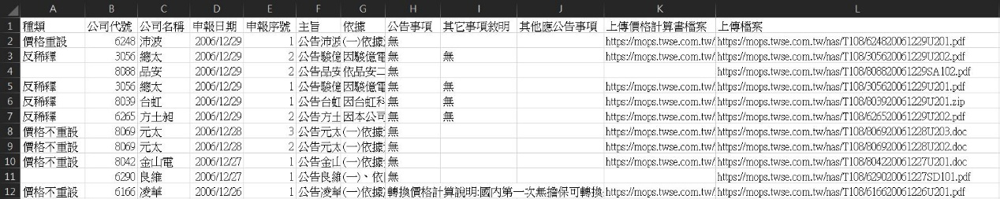 A B C D E F G H I J K L
1 種類 公司代號 公司名稱 申報日期 申報序號 主旨 依據 公告事項 其它事項敘明 其他應公告事項 上傳價格計算書檔案 上傳檔案
2 價格重設 6248 沛波 2006/12/29 1 公告沛波(一)依據 無 https://mops.twse.com.tw/ https://mops.twse.com.tw/nas/T108/624820061229U201.pdf
3 反稀釋 3056 總太 2006/12/29 2 公告駿億 因駿億電 無 無 https://mops.twse.com.tw/ https://mops.twse.com.tw/nas/T108/305620061229U202.pdf
4 8088 品安 2006/12/29 2 公告品安 依品安二 無 https://mops.twse.com.tw/nas/T108/808820061229SA102.pdf
5 反稀釋 3056 總太 2006/12/29 1 公告駿億 因駿億電 無 無 https://mops.twse.com.tw/ https://mops.twse.com.tw/nas/T108/305620061229U201.pdf
6 反稀釋 8039 台虹 2006/12/29 1 公告台虹 因台虹科 無 無 https://mops.twse.com.tw/ https://mops.twse.com.tw/nas/T108/803920061229U201.zip
7 反稀釋 6265 方土昶 2006/12/29 2 公告方土 因本公司 無 無 https://mops.twse.com.tw/ https://mops.twse.com.tw/nas/T108/626520061229U202.pdf
8 價格不重設 8069 元太 2006/12/28 3 公告元太(一)依據 無 https://mops.twse.com.tw/ https://mops.twse.com.tw/nas/T108/806920061228U203.doc
9 價格不重設 8069 元太 2006/12/28 2 公告元太(一)依據 無 https://mops.twse.com.tw/ https://mops.twse.com.tw/nas/T108/806920061228U202.doc
10 價格不重設 8042 金山電 2006/12/27 1 公告金山(一)依據 無 https://mops.twse.com.tw/ https://mops.twse.com.tw/nas/T108/804220061227U201.doc
11 6290 良維 2006/12/27 1 公告良維(一)、依 無 https://mops.twse.com.tw/nas/T108/629020061227SD101.pdf
12 價格不重設 6166 凌華 2006/12/26 1 公告凌華(一)依據 轉換價格計算說明:國內第一次無擔保可轉換 https://mops.twse.com.tw/ https://mops.twse.com.tw/nas/T108/616620061226U201.pdf